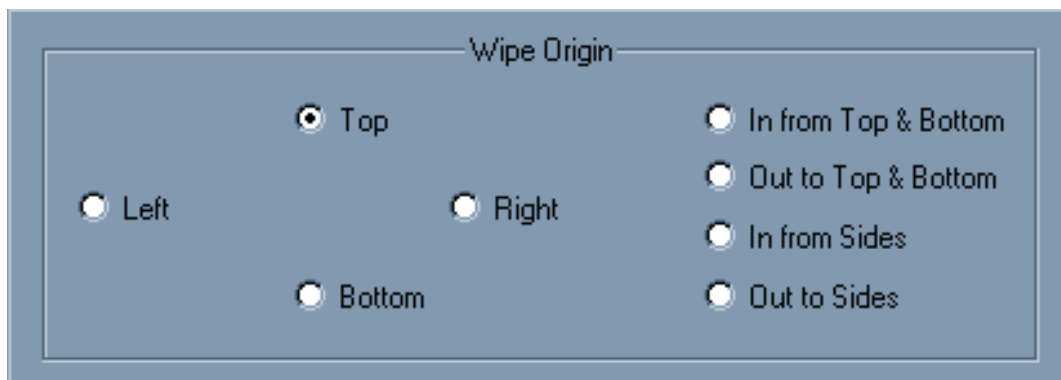 Wipe Origin
Top
Left
Right
Bottom
In from Top & Bottom
Out to Top & Bottom
In from Sides
Out to Sides